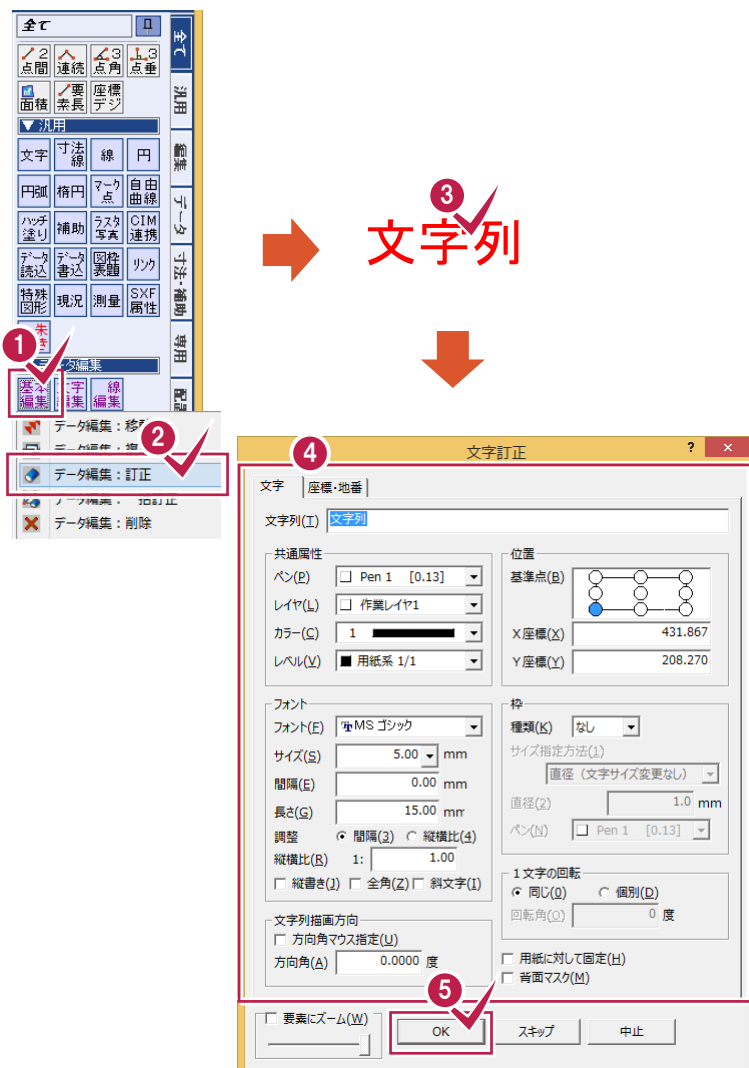 全て
全て
2点間
連続
3点角
3点垂
面積
要素長
座標デジ
汎用
編集
データ
寸法・補助
専用
▼汎用
文字
寸法線
線
円
円弧
楕円
マーク点
自由曲線
ハッチ塗り
補助
ラスタ写真
CIM連携
データ読込
データ書込
図枠表題
リンク
特殊図形
現況
測量
SXF属性
1
データ編集
基本編集
文字編集
線編集
2
データ編集：訂正
データ編集：削除
3
文字列
4
文字訂正
? ×
文字 座標・地番
文字列(T) 文字列
共通属性
ペン(P) Pen 1 [0.13]
レイヤ(L) 作業レイヤ1
カラー(C) 1
レベル(V) 用紙系 1/1
位置
基準点(B)
X座標(X) 431.867
Y座標(Y) 208.270
フォント
フォント(F) MS ゴシック
サイズ(S) 5.00 mm
間隔(E) 0.00 mm
長さ(G) 15.00 mm
調整 間隔(3) 縦横比(4)
縦横比(R) 1: 1.00
縦書き(J) 全角(Z) 斜文字(I)
枠
種類(K) なし
サイズ指定方法(1)
直径（文字サイズ変更なし）
直径(2) 1.0 mm
ペン(N) Pen 1 [0.13]
1文字の回転
同じ(0) 個別(D)
回転角(O) 0 度
文字列描画方向
方向角マウス指定(U)
方向角(A) 0.0000 度
用紙に対して固定(H)
背面マスク(M)
5
要素にズーム(W)
OK
スキップ
中止